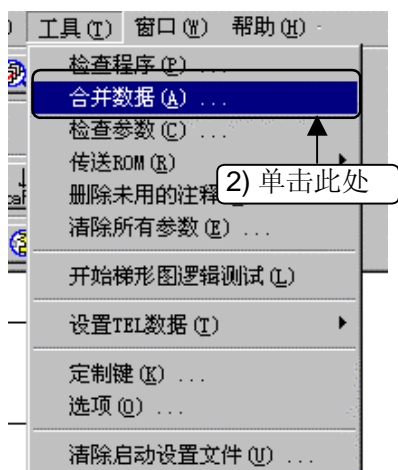 工具(T) 窗口(W) 帮助(H)
检查程序(P) ...
合并数据(A) ...
检查参数(C) ...
传送ROM(R)
2) 单击此处
删除未用的注释
清除所有参数(E) ...
开始梯形图逻辑测试(L)
设置TEL数据(T)
定制键(K) ...
选项(O) ...
清除启动设置文件(U) ...